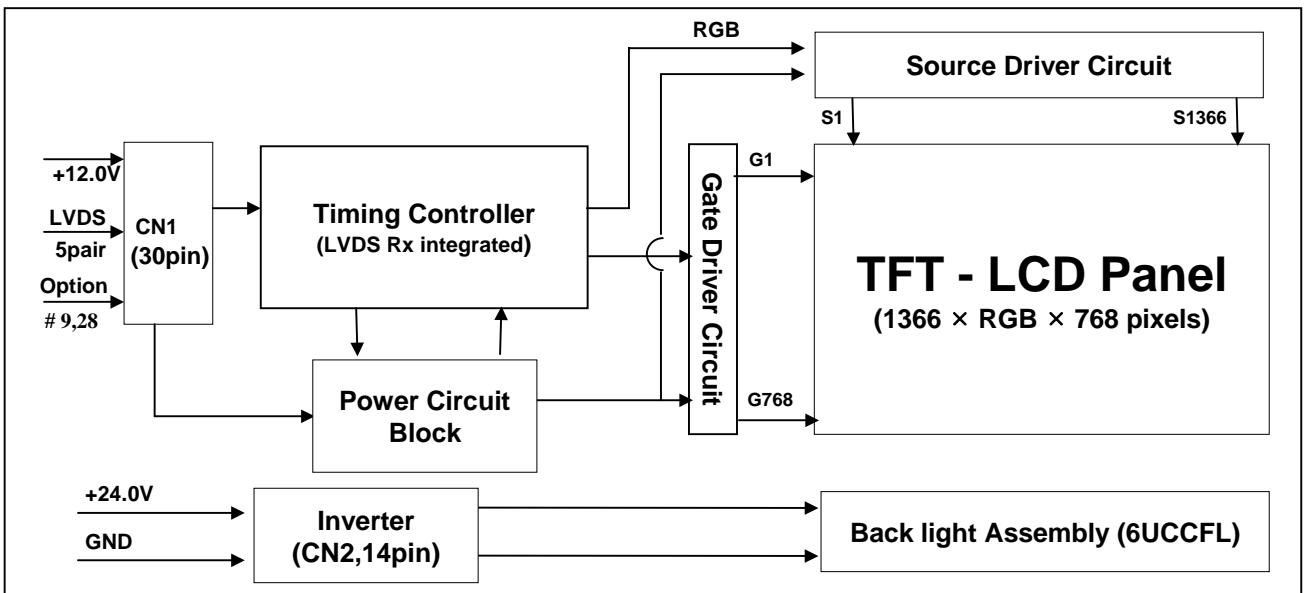 RGB
Source Driver Circuit
S1
S1366
+12.0V
LVDS
5pair
Option
# 9,28
CN1
(30pin)
Timing Controller
(LVDS Rx integrated)
Power Circuit
Block
Gate Driver Circuit
G1
G768
TFT - LCD Panel
(1366 × RGB × 768 pixels)
+24.0V
GND
Inverter
(CN2,14pin)
Back light Assembly (6UCCFL)